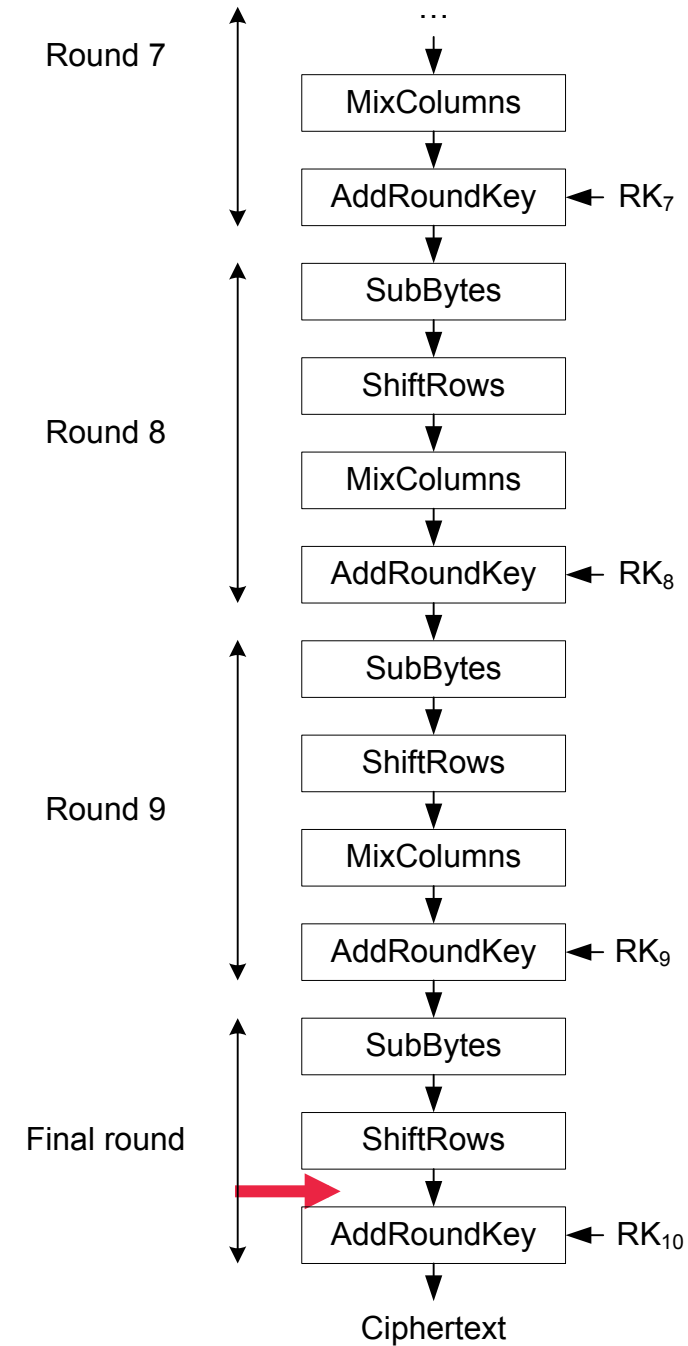 ...
Round 7
MixColumns
AddRoundKey
RK₇
SubBytes
ShiftRows
Round 8
MixColumns
AddRoundKey
RK₈
SubBytes
ShiftRows
Round 9
MixColumns
AddRoundKey
RK₉
SubBytes
Final round
ShiftRows
AddRoundKey
RK₁₀
Ciphertext